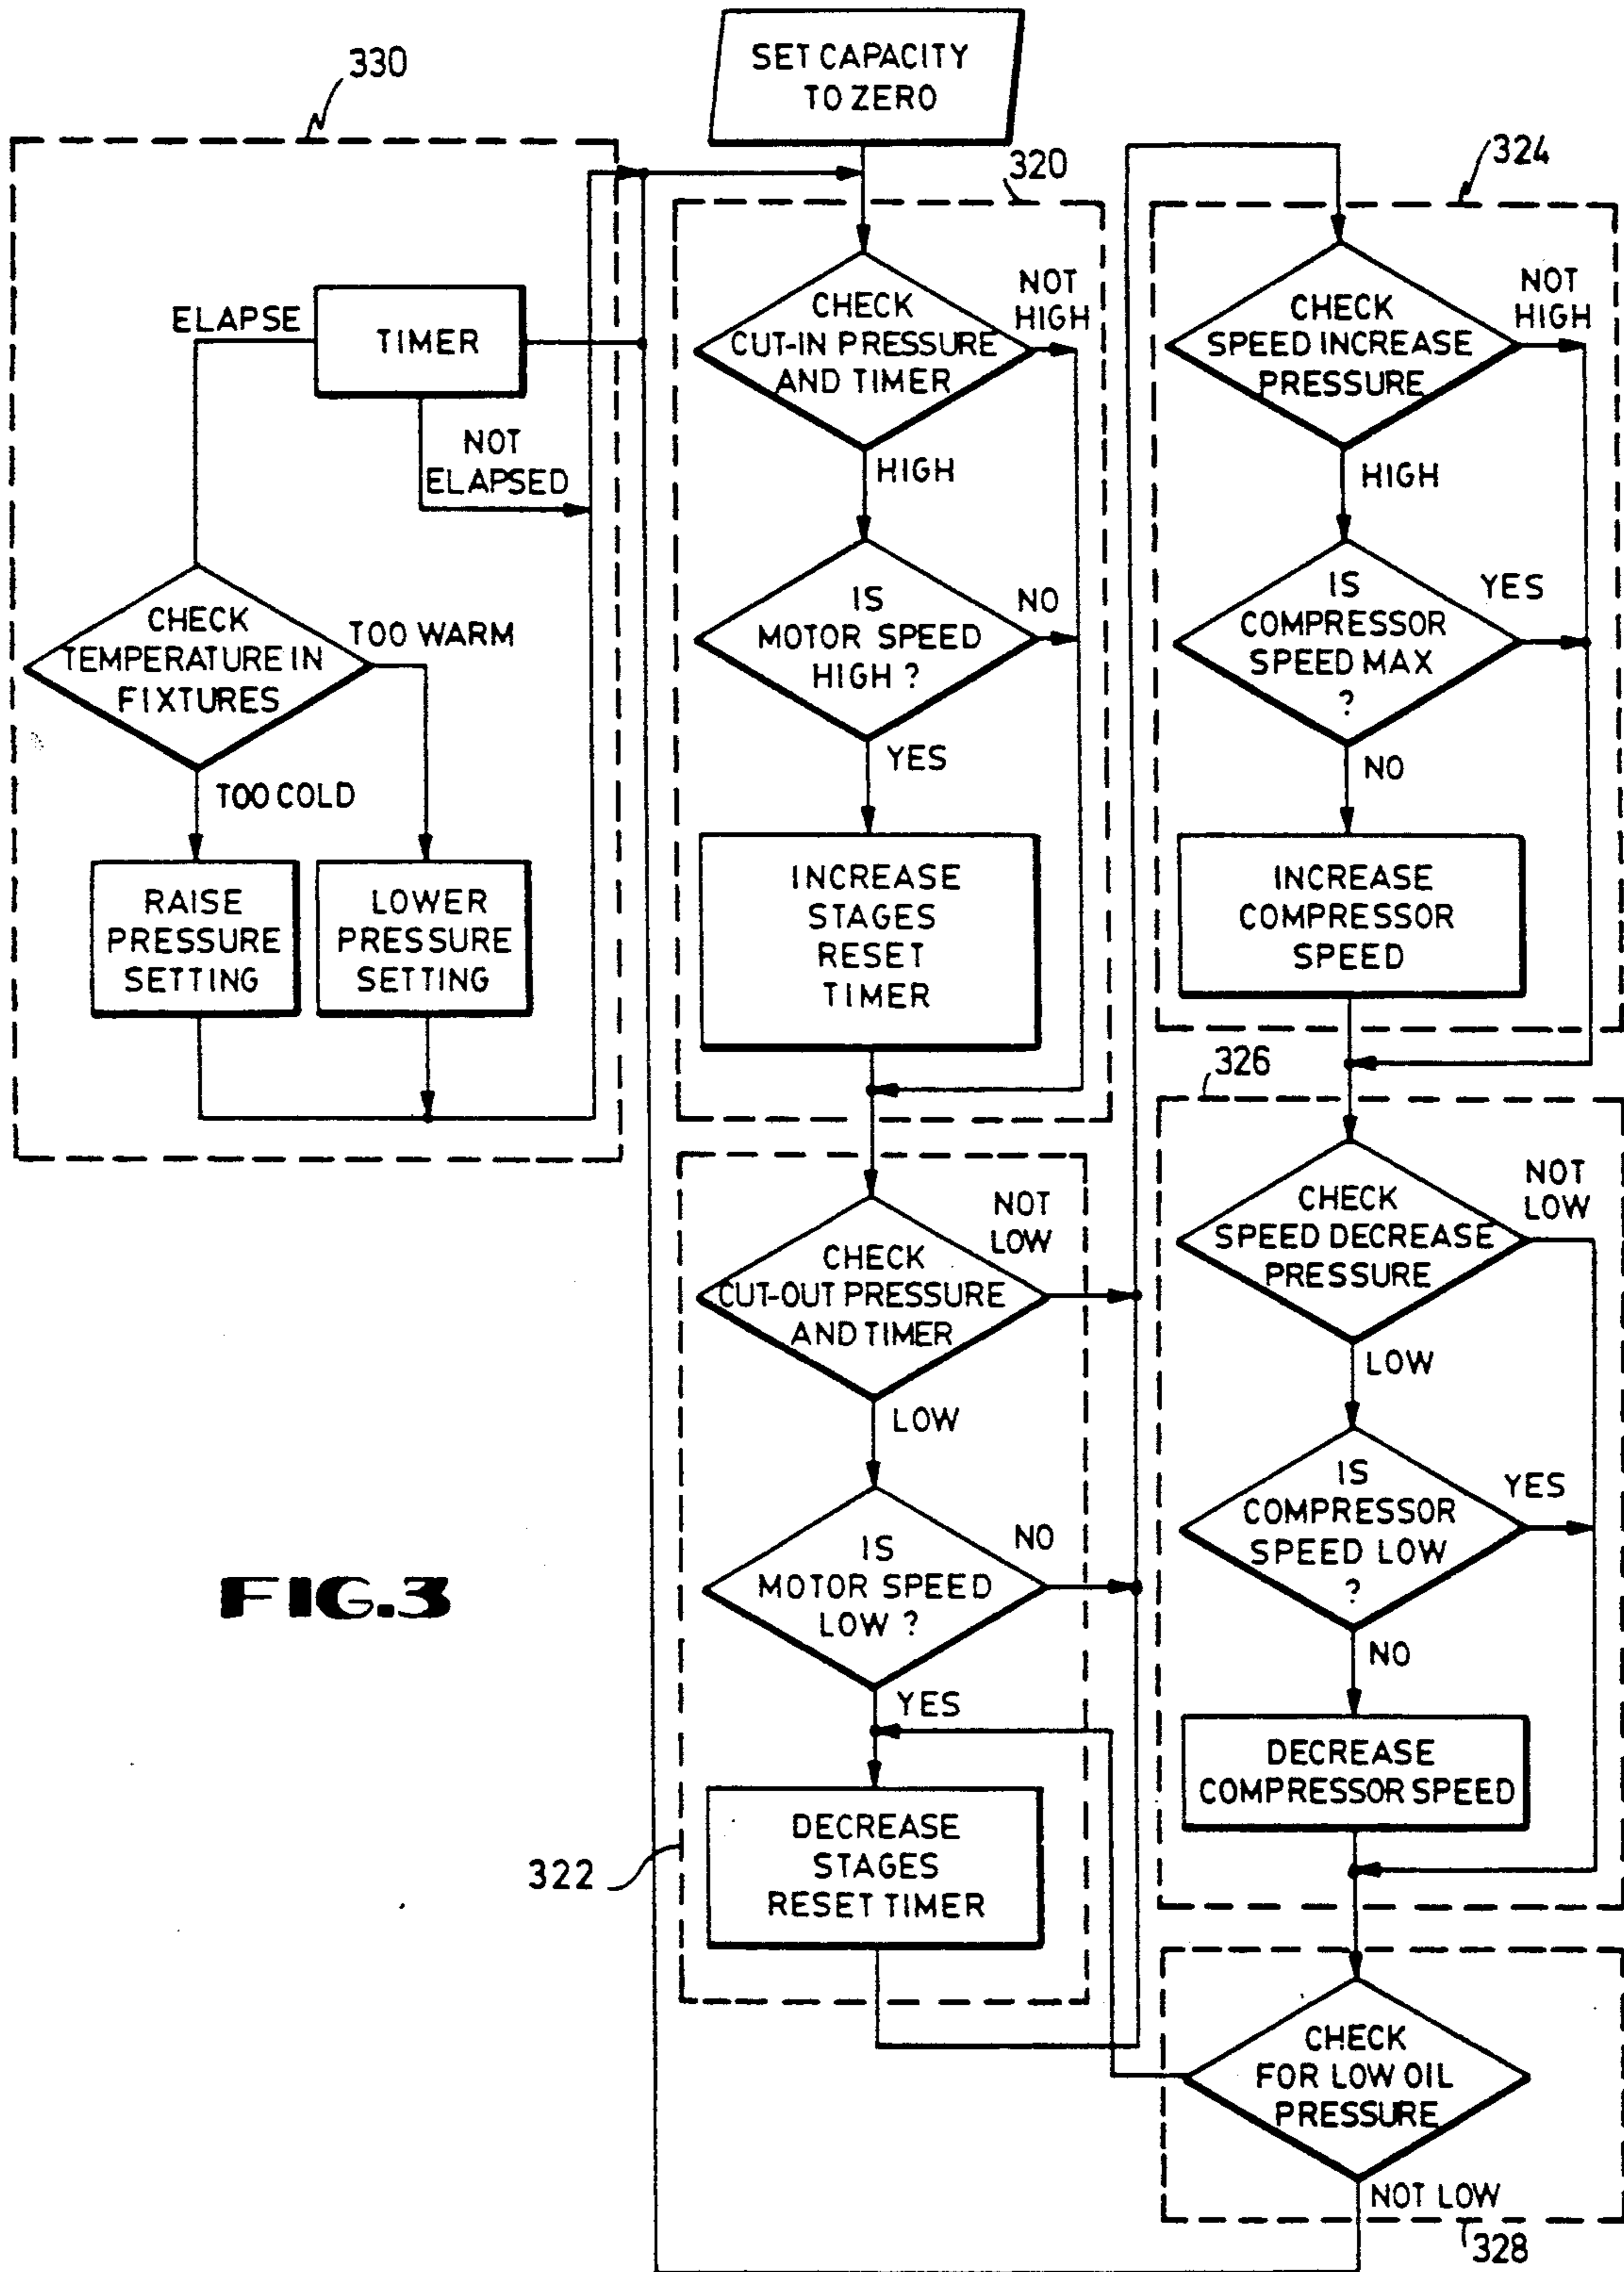 330
ELAPSE
TIMER
NOT
ELAPSED
CHECK
TEMPERATURE IN
FIXTURES
TOO WARM
TOO COLD
RAISE
PRESSURE
SETTING
LOWER
PRESSURE
SETTING
SET CAPACITY
TO ZERO
320
CHECK
CUT-IN PRESSURE
AND TIMER
NOT
HIGH
HIGH
IS
MOTOR SPEED
HIGH ?
NO
YES
INCREASE
STAGES
RESET
TIMER
CHECK
CUT-OUT PRESSURE
AND TIMER
NOT
LOW
LOW
IS
MOTOR SPEED
LOW ?
NO
YES
DECREASE
STAGES
RESET TIMER
322
324
CHECK
SPEED INCREASE
PRESSURE
NOT
HIGH
HIGH
IS
COMPRESSOR
SPEED MAX
?
YES
NO
INCREASE
COMPRESSOR
SPEED
326
CHECK
SPEED DECREASE
PRESSURE
NOT
LOW
LOW
IS
COMPRESSOR
SPEED LOW
?
YES
NO
DECREASE
COMPRESSOR SPEED
CHECK
FOR LOW OIL
PRESSURE
NOT LOW
328
FIG.3